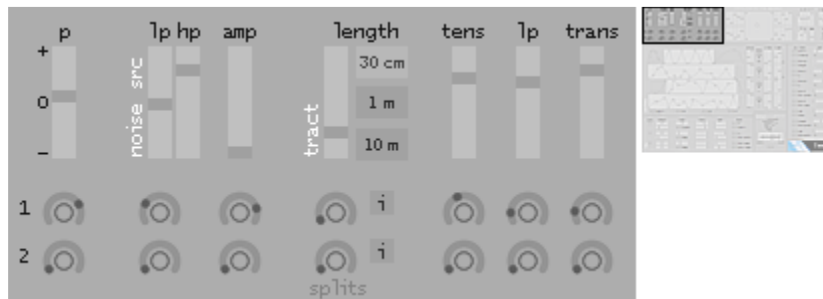 p lp hp amp length tens lp trans
+
noise src
tract
30 cm
0
1 m
10 m
-
1
i
2
i
splits